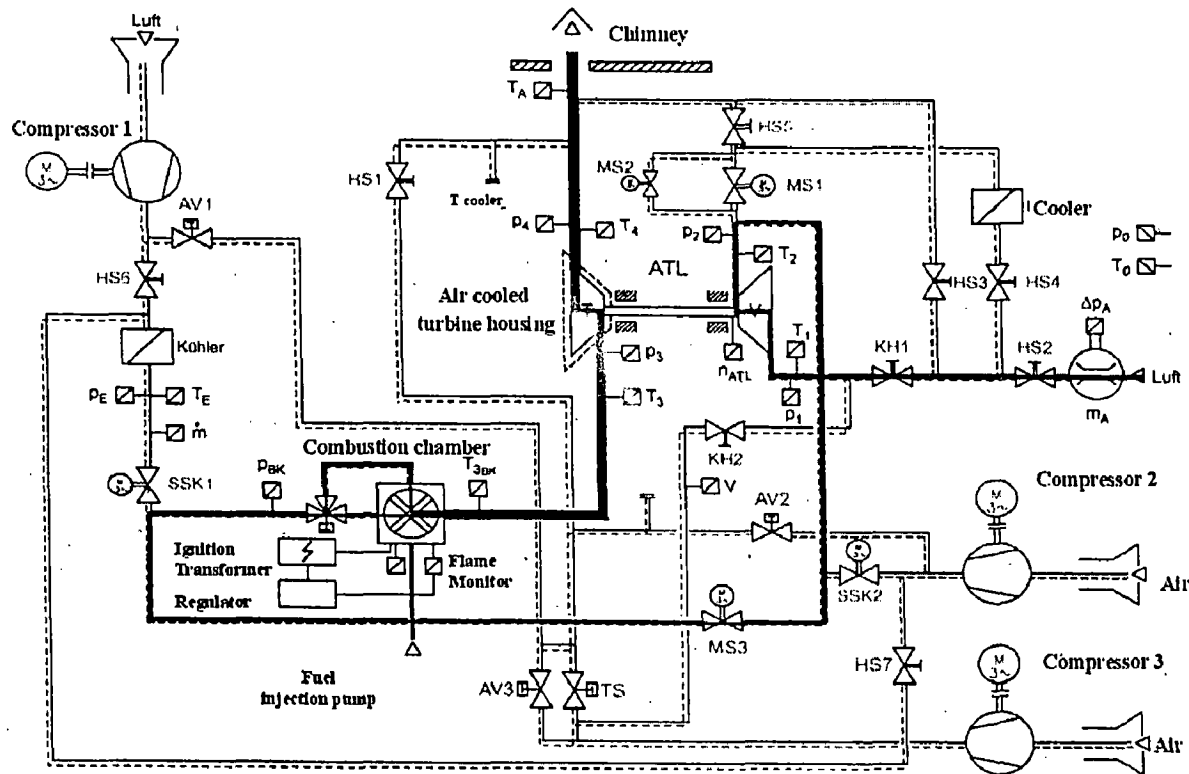 Luft
Chimney
T_A
Compressor 1
HS5
M
AV1
HS1
MS2
MS1
T cooler
Cooler
p_4
T_4
p_2
p_0
HS6
T_2
T_0
ATL
HS3
HS4
Air cooled
turbine housing
Δp_A
Kühler
T_1
p_3
n_ATL
KH1
HS2
Luft
p_E
T_E
T_3
p_1
m_A
ṁ
Combustion chamber
KH2
p_BK
T_3BK
SSK1
V
AV2
M
Compressor 2
Ignition
Transformer
Flame
Monitor
Regulator
SSK2
Air
MS3
HS7
M
Compressor 3
Fuel
injection pump
AV3
TS
Air